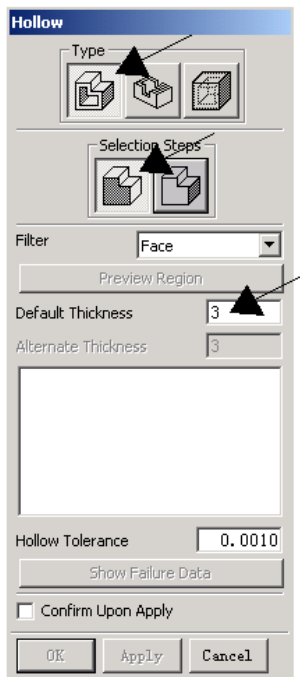 Hollow
Type
Selection Steps
Filter Face
Preview Region
Default Thickness 3
Alternate Thickness 3
Hollow Tolerance 0.0010
Show Failure Data
Confirm Upon Apply
OK Apply Cancel